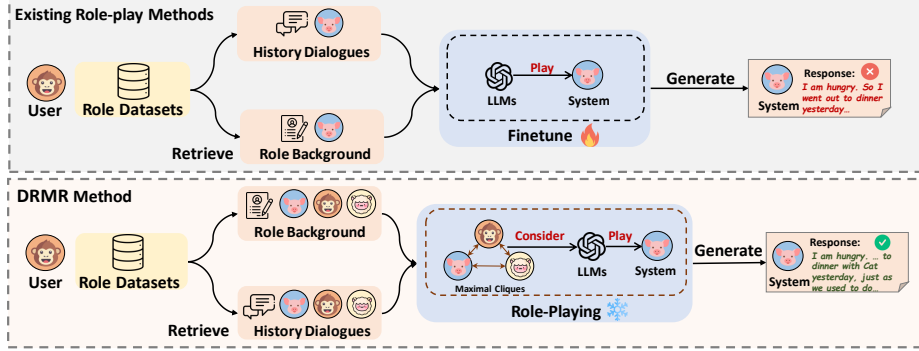 Existing Role-play Methods
User
Role Datasets
Retrieve
History Dialogues
Role Background
LLMs
Play
System
Finetune
Generate
System
Response:
I am hungry. So I
went out to dinner
yesterday...
DRMR Method
User
Role Datasets
Retrieve
Role Background
History Dialogues
Maximal Cliques
Consider
LLMs
Play
System
Role-Playing
Generate
System
Response:
I am hungry. ... to
dinner with Cat
yesterday, just as
we used to do...